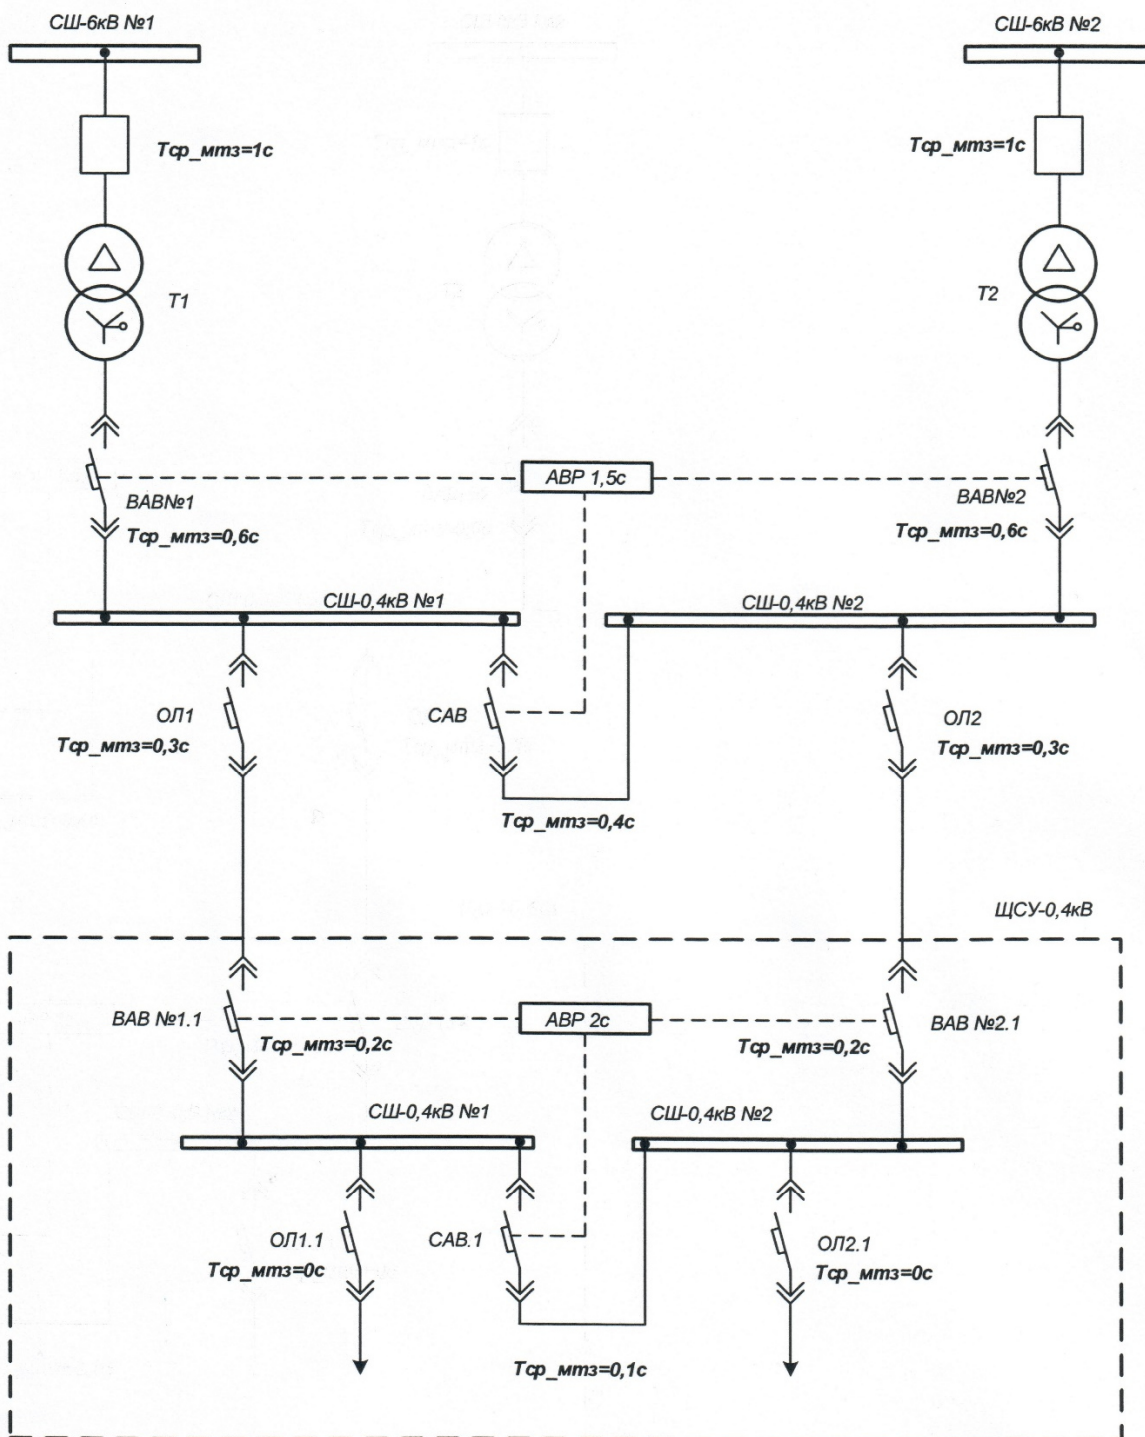 СШ-6кВ №1
СШ-6кВ №2
Тср_мтз=1с
Тср_мтз=1с
Т1
Т2
АВР 1,5с
ВАВ№1
ВАВ№2
Тср_мтз=0,6с
Тср_мтз=0,6с
СШ-0,4кВ №1
СШ-0,4кВ №2
ОЛ1
САВ
ОЛ2
Тср_мтз=0,3с
Тср_мтз=0,3с
Тср_мтз=0,4с
ЩСУ-0,4кВ
ВАВ №1.1
АВР 2с
ВАВ №2.1
Тср_мтз=0,2с
Тср_мтз=0,2с
СШ-0,4кВ №1
СШ-0,4кВ №2
ОЛ1.1
САВ.1
ОЛ2.1
Тср_мтз=0с
Тср_мтз=0с
Тср_мтз=0,1с